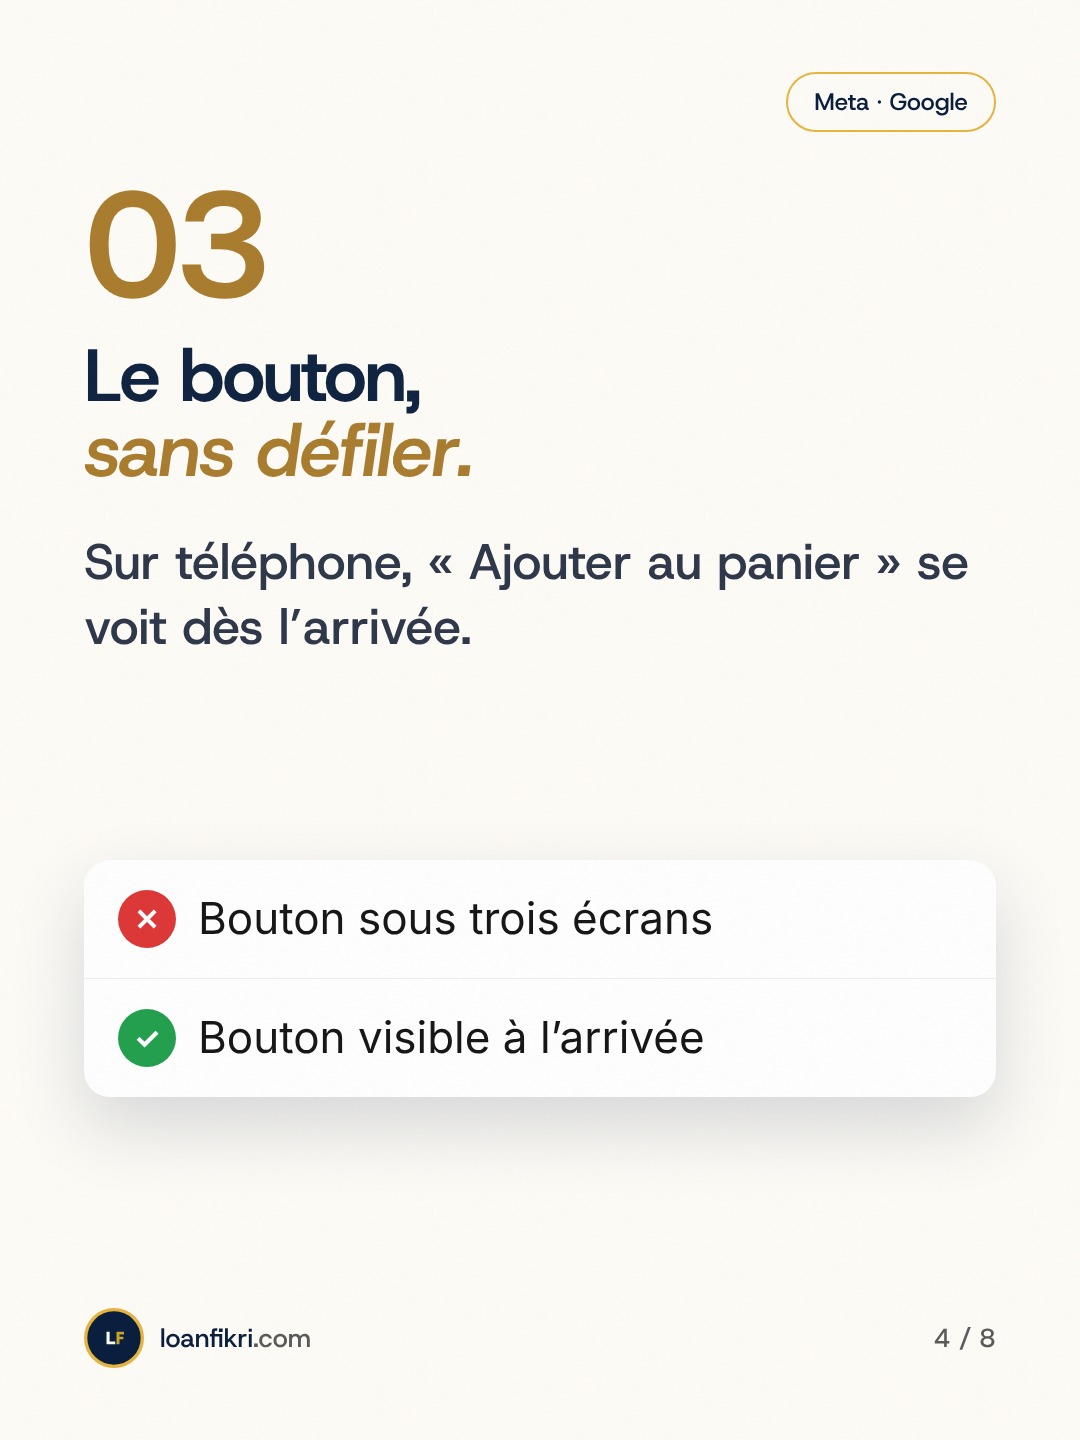 Meta · Google
03
Le bouton,
sans défiler.
Sur téléphone, « Ajouter au panier » se
voit dès l’arrivée.
Bouton sous trois écrans
Bouton visible à l’arrivée
LF
loanfikri.com
4 / 8